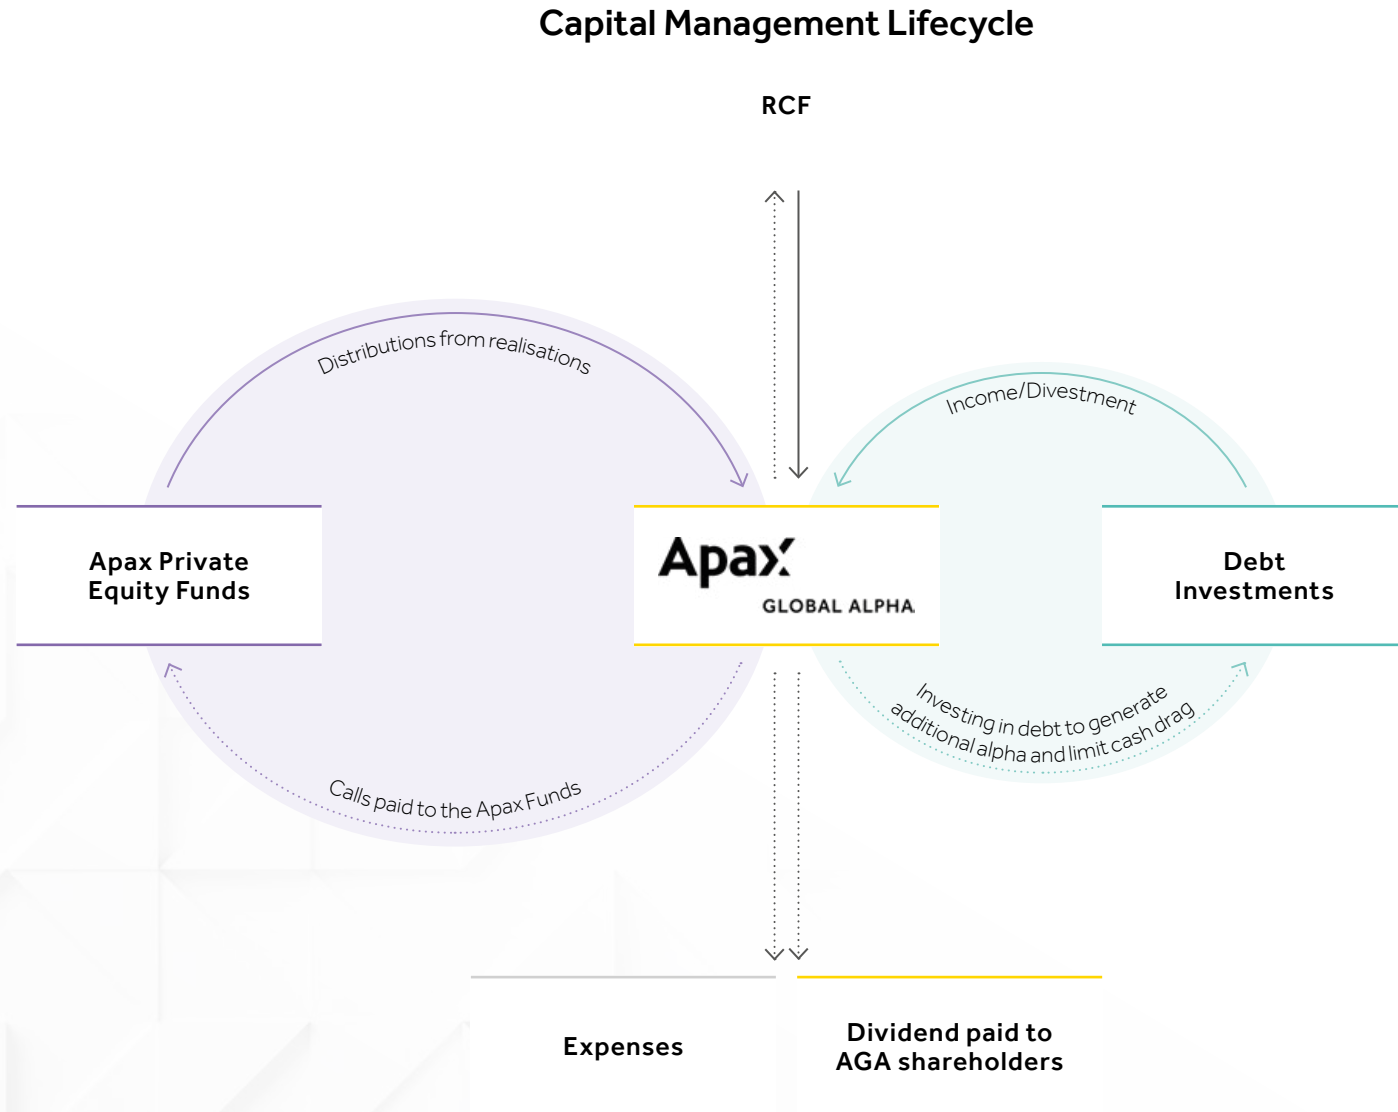 Capital Management Lifecycle
RCF
Distributions from realisations
Income/Divestment
Apax Private
Equity Funds
Apax
GLOBAL ALPHA
Debt
Investments
Investing in debt to generate
additional alpha and limit cash drag
Calls paid to the Apax Funds
Expenses
Dividend paid to
AGA shareholders